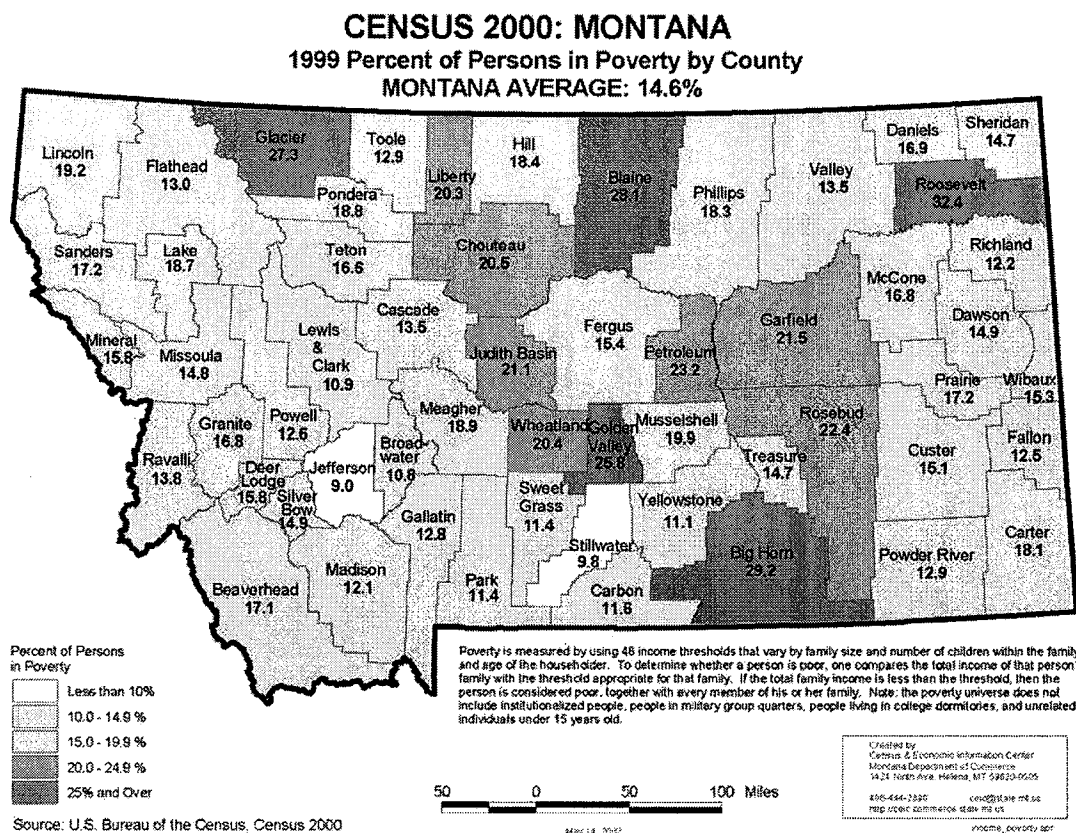 CENSUS 2000: MONTANA
1999 Percent of Persons in Poverty by County
MONTANA AVERAGE: 14.6%
Lincoln
19.2
Flathead
13.0
Glacier
27.3
Toole
12.9
Liberty
20.3
Hill
18.4
Blaine
28.1
Phillips
18.3
Valley
13.5
Daniels
16.9
Sheridan
14.7
Roosevelt
32.4
Pondera
18.8
Sanders
17.2
Lake
18.7
Teton
16.6
Chouteau
20.5
Richland
12.2
McCone
16.8
Cascade
13.5
Lewis
&
Clark
10.9
Fergus
15.4
Garfield
21.5
Dawson
14.9
Mineral
15.8
Missoula
14.8
Judith Basin
21.1
Petroleum
23.2
Prairie
17.2
Wibaux
15.3
Powell
12.6
Meagher
18.9
Granite
16.8
Wheatland
20.4
Golden
Valley
25.8
Musselshell
19.9
Rosebud
22.4
Ravalli
13.8
Deer
Lodge
15.8
Jefferson
9.0
Broad-
water
10.8
Treasure
14.7
Custer
15.1
Fallon
12.5
Silver
Bow
14.9
Gallatin
12.8
Sweet
Grass
11.4
Yellowstone
11.1
Stillwater
9.8
Big Horn
29.2
Powder River
12.9
Carter
18.1
Beaverhead
17.1
Madison
12.1
Park
11.4
Carbon
11.6
Percent of Persons
in Poverty
Less than 10%
10.0 - 14.9 %
15.0 - 19.9 %
20.0 - 24.9 %
25% and Over
Poverty is measured by using 48 income thresholds that vary by family size and number of children within the family
and age of the householder. To determine whether a person is poor, one compares the total income of that person
family with the threshold appropriate for that family. If the total family income is less than the threshold, then the
person is considered poor, together with every member of his or her family. Note: the poverty universe does not
include institutionalized people, people in military group quarters, people living in college dormitories, and unrelated
individuals under 15 years old.
50 0 50 100 Miles
Created by
Census & Economic Information Center
Montana Department of Commerce
Helena, MT
Source: U.S. Bureau of the Census, Census 2000
income_poverty.apr